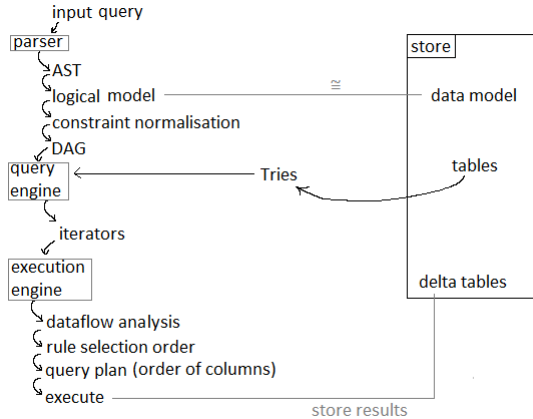 input query
parser
AST
logical model
≅
constraint normalisation
DAG
query
engine
iterators
execution
engine
dataflow analysis
rule selection order
query plan (order of columns)
execute
store results
Tries
store
data model
tables
delta tables